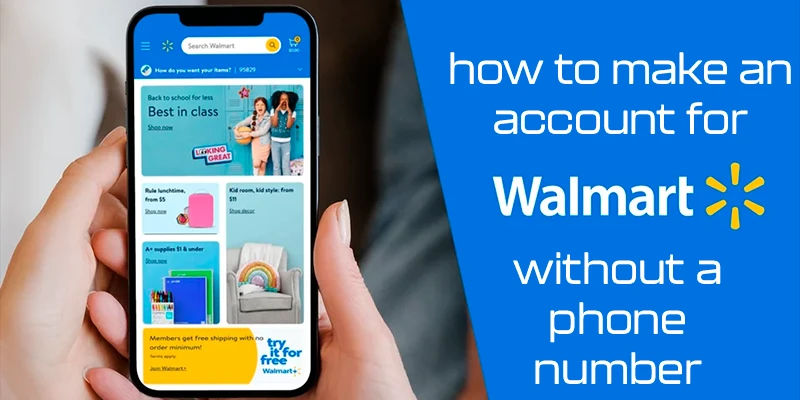 Search Walmart
0
$0.00
How do you want your items? | 95829
Back to school for less
Best in class
Shop now
LOOKING
GREAT
Rule lunchtime,
from $5
Shop now
Kid room, kid style: from
$11
Shop decor
A+ supplies $1 & under
Shop now
Members get free shipping with no
order minimum!
Terms apply.
Join Walmart+
try
it for
free
Walmart
how to make an
account for
Walmart
without a
phone
number